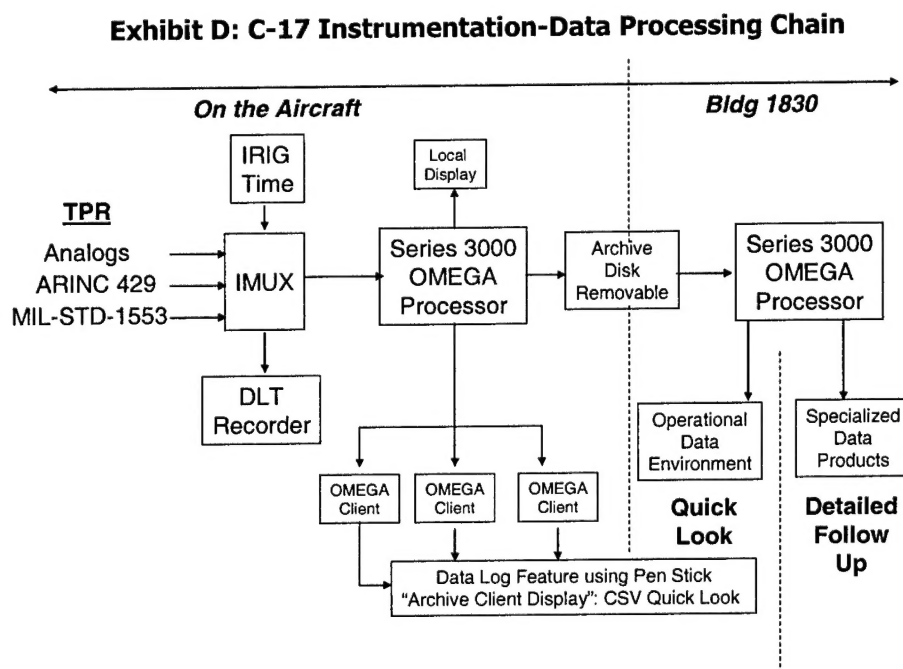 Exhibit D: C-17 Instrumentation-Data Processing Chain
On the Aircraft
Bldg 1830
IRIG
Time
Local
Display
TPR
Analogs
ARINC 429
MIL-STD-1553
IMUX
Series 3000
OMEGA
Processor
Archive
Disk
Removable
Series 3000
OMEGA
Processor
DLT
Recorder
Operational
Data
Environment
Specialized
Data
Products
OMEGA
Client
OMEGA
Client
OMEGA
Client
Quick
Look
Detailed
Follow
Up
Data Log Feature using Pen Stick
“Archive Client Display”: CSV Quick Look